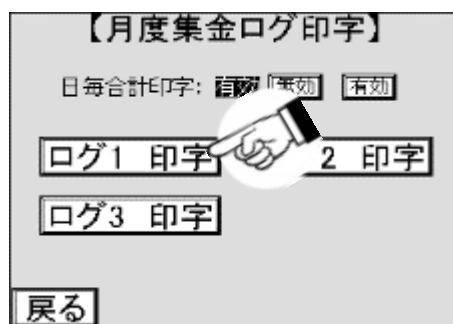 【月度集金ログ印字】
日毎合計印字: 有効 無効 有効
ログ1 印字 2 印字
ログ3 印字
戻る